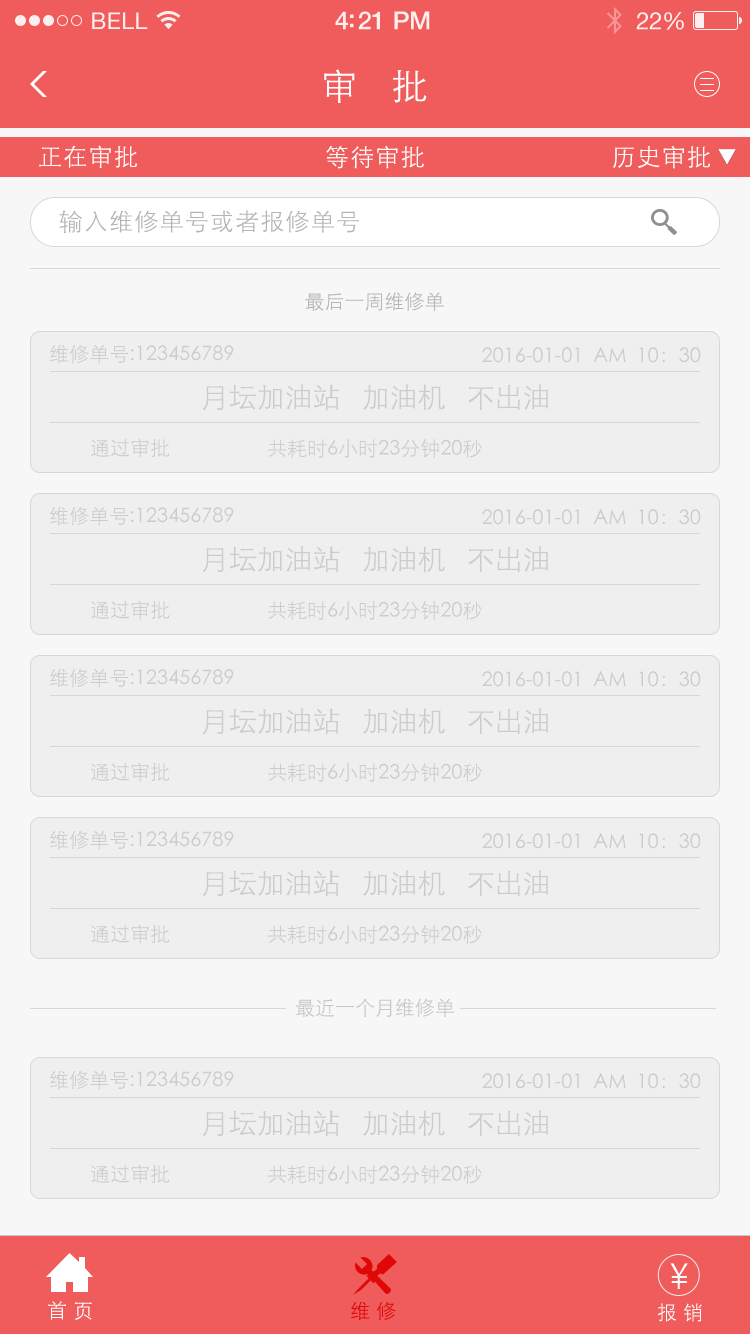 BELL 4:21 PM 22%
审 批
正在审批 等待审批 历史审批
输入维修单号或者报修单号
最后一周维修单
维修单号:123456789 2016-01-01 AM 10：30
月坛加油站 加油机 不出油
通过审批 共耗时6小时23分钟20秒
维修单号:123456789 2016-01-01 AM 10：30
月坛加油站 加油机 不出油
通过审批 共耗时6小时23分钟20秒
维修单号:123456789 2016-01-01 AM 10：30
月坛加油站 加油机 不出油
通过审批 共耗时6小时23分钟20秒
维修单号:123456789 2016-01-01 AM 10：30
月坛加油站 加油机 不出油
通过审批 共耗时6小时23分钟20秒
最近一个月维修单
维修单号:123456789 2016-01-01 AM 10：30
月坛加油站 加油机 不出油
通过审批 共耗时6小时23分钟20秒
¥
首页 维修 报销